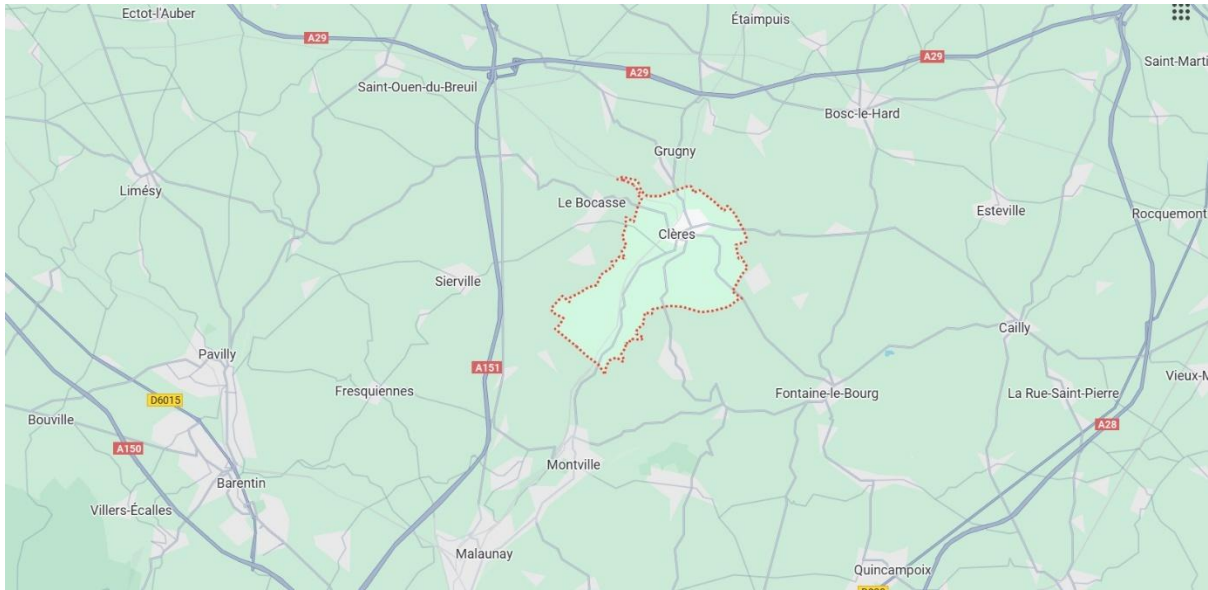 Ectot-l'Auber
Étaimpuis
A29
A29
A29
Saint-Ouen-du-Breuil
Saint-Marti
Bosc-le-Hard
Grugny
Limésy
Le Bocasse
Esteville
Rocquemont
Clères
Sierville
Cailly
Pavilly
A151
Vieux-M
Fresquiennes
Fontaine-le-Bourg
La Rue-Saint-Pierre
D6015
Bouville
A28
A150
Montville
Barentin
Villers-Écalles
Malaunay
Quincampoix